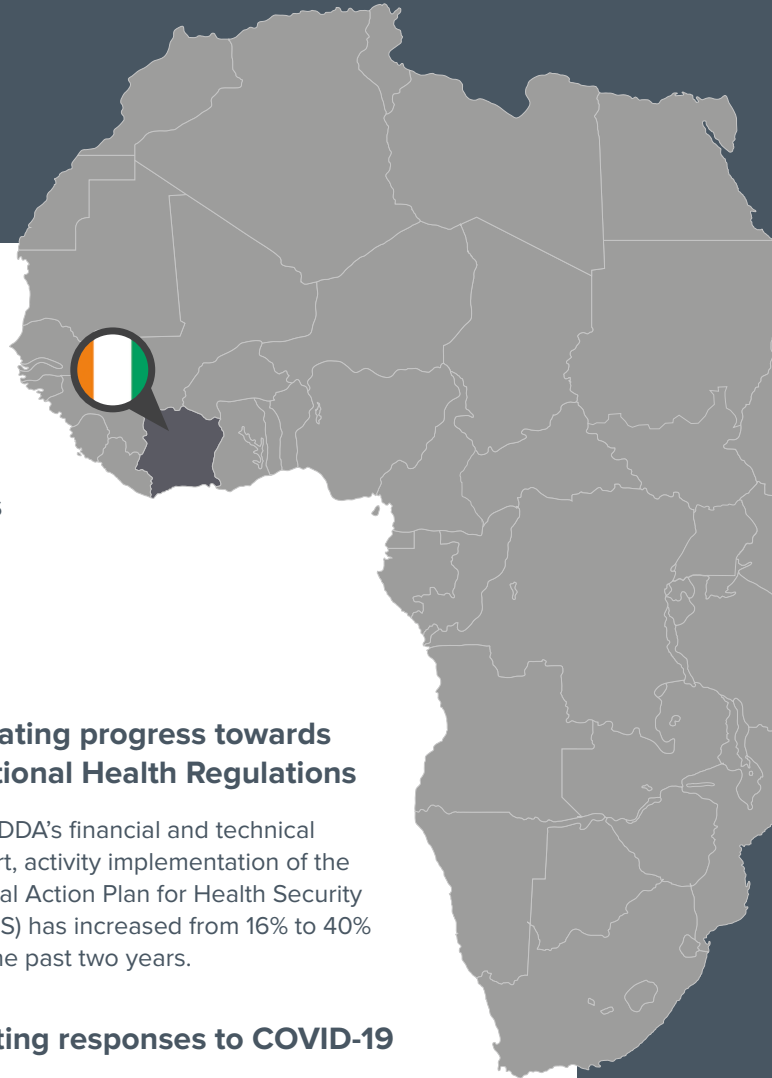 s
ating progress towards
tional Health Regulations
DDA’s financial and technical
rt, activity implementation of the
al Action Plan for Health Security
S) has increased from 16% to 40%
he past two years.
ting responses to COVID-19